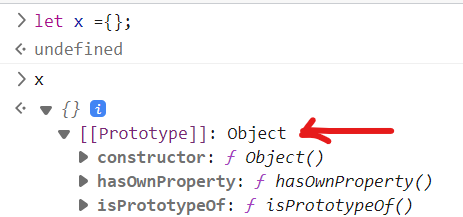 > let x ={};
<· undefined
> x
<· ▼ {} i
▼ [[Prototype]]: Object
▶ constructor: ƒ Object()
▶ hasOwnProperty: ƒ hasOwnProperty()
▶ isPrototypeOf: ƒ isPrototypeOf()